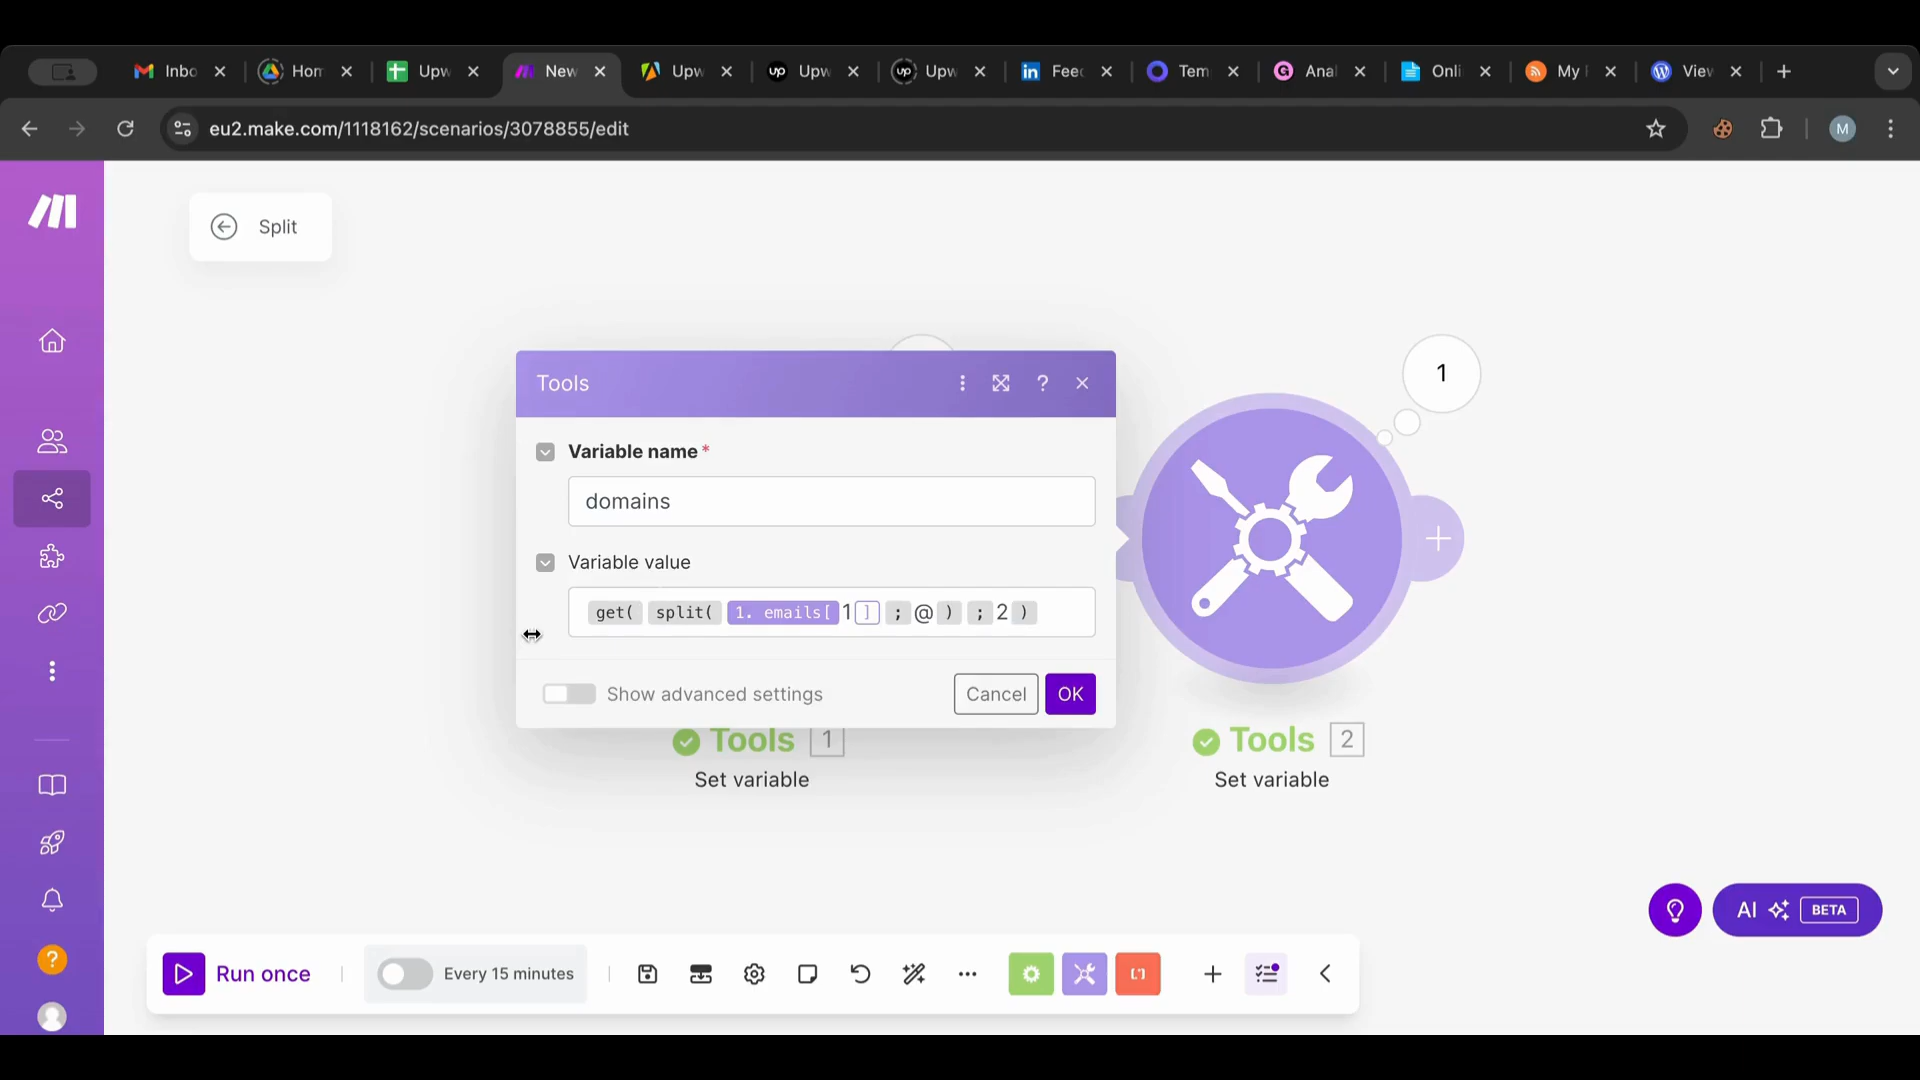 Inbo
Hom
Upw
New
Upw
Upw
Upw
Feed
Tem
Anal
Onli
My
View
eu2.make.com/1118162/scenarios/3078855/edit
M
Split
1
Tools
Variable name*
domains
Variable value
get( split( 1. emails[ 1 ] ; @ ) ; 2 )
Show advanced settings
Cancel
OK
Tools 1
Set variable
Tools 2
Set variable
AI BETA
Run once
Every 15 minutes